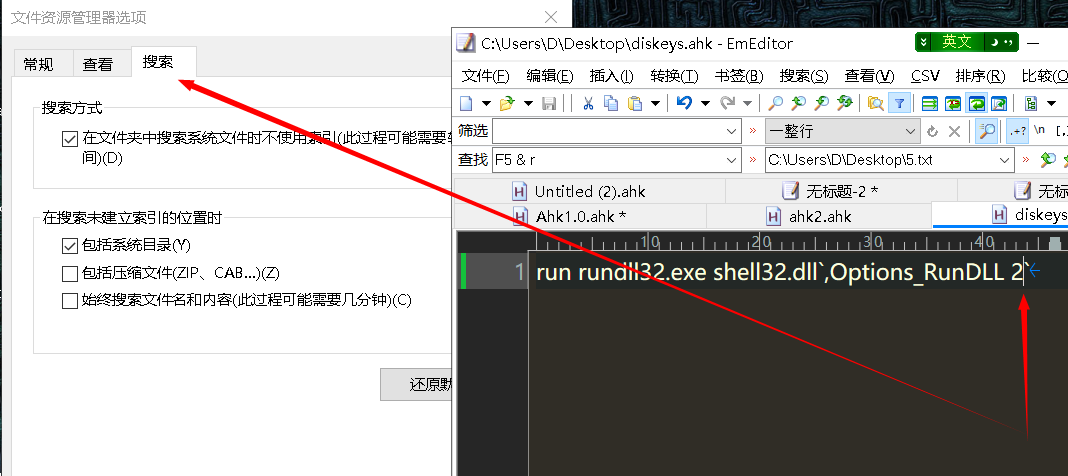 文件资源管理器选项
常规
查看
搜索
搜索方式
在文件夹中搜索系统文件时不使用索引(此过程可能需要
间)(D)
在搜索未建立索引的位置时
包括系统目录(Y)
包括压缩文件(ZIP、CAB...)(Z)
始终搜索文件名和内容(此过程可能需要几分钟)(C)
还原默
C:\Users\D\Desktop\diskeys.ahk - EmEditor
英文
文件(F) 编辑(E) 插入(I) 转换(T) 书签(B) 搜索(S) 查看(V) CSV 排序(R) 比较(O
筛选
一整行
.+? \n [.]
查找 F5 & r
C:\Users\D\Desktop\5.txt
Untitled (2).ahk
无标题-2 *
无标
Ahk1.0.ahk *
ahk2.ahk
diskeys
10 20 30 40
1 run rundll32.exe shell32.dll`,Options_RunDLL 2`